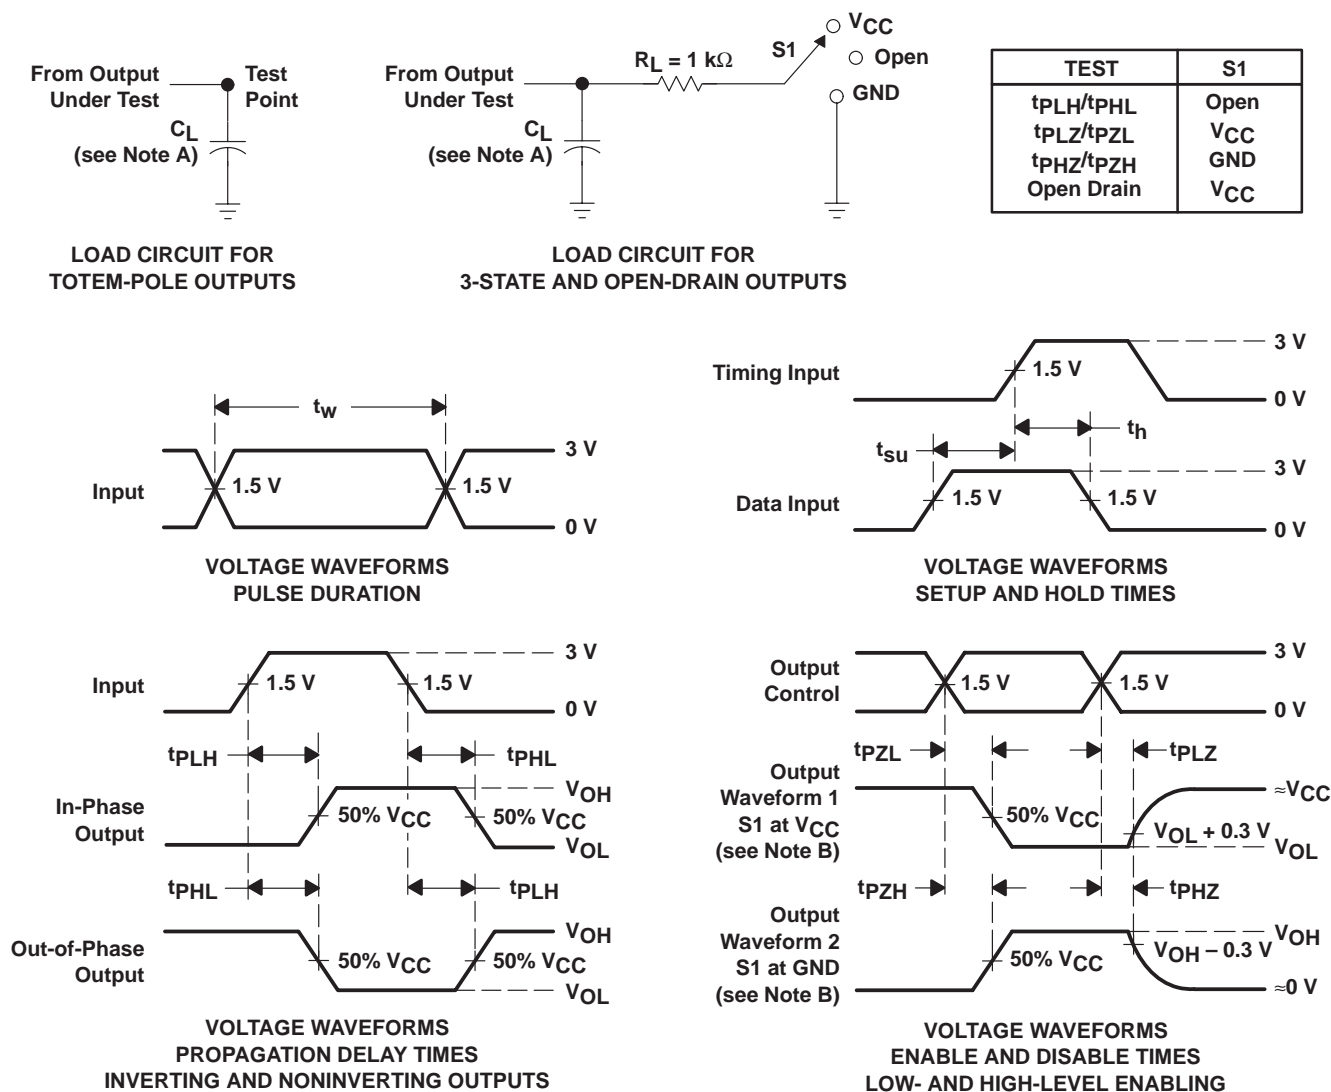 From Output
Under Test
Test
Point
CL
(see Note A)
LOAD CIRCUIT FOR
TOTEM-POLE OUTPUTS
From Output
Under Test
RL = 1 kΩ
S1
VCC
Open
GND
CL
(see Note A)
LOAD CIRCUIT FOR
3-STATE AND OPEN-DRAIN OUTPUTS
TEST S1
tPLH/tPHL Open
tPLZ/tPZL VCC
tPHZ/tPZH GND
Open Drain VCC
tw
Input
1.5 V
1.5 V
3 V
0 V
VOLTAGE WAVEFORMS
PULSE DURATION
Timing Input
1.5 V
3 V
0 V
th
tsu
Data Input
1.5 V
1.5 V
3 V
0 V
VOLTAGE WAVEFORMS
SETUP AND HOLD TIMES
Input
1.5 V
1.5 V
3 V
0 V
tPLH
tPHL
In-Phase
Output
50% VCC
50% VCC
VOH
VOL
tPHL
tPLH
Out-of-Phase
Output
50% VCC
50% VCC
VOH
VOL
VOLTAGE WAVEFORMS
PROPAGATION DELAY TIMES
INVERTING AND NONINVERTING OUTPUTS
Output
Control
1.5 V
1.5 V
3 V
0 V
tPZL
tPLZ
Output
Waveform 1
S1 at VCC
(see Note B)
50% VCC
VOL + 0.3 V
≈VCC
VOL
tPZH
tPHZ
Output
Waveform 2
S1 at GND
(see Note B)
50% VCC
VOH − 0.3 V
VOH
≈0 V
VOLTAGE WAVEFORMS
ENABLE AND DISABLE TIMES
LOW- AND HIGH-LEVEL ENABLING